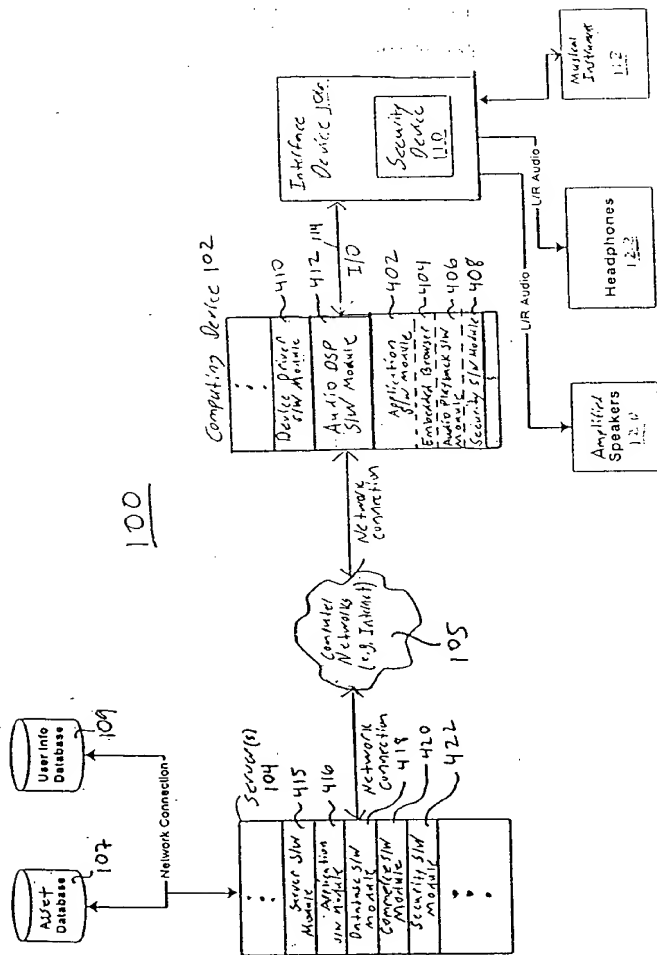 100
Asset
Database
107
User Info
Database
109
Network Connection
Server(s)
104
Server S/W
Module
415
Application
S/W Module
416
Database S/W
Module
418
Commerce S/W
Module
420
Security S/W
Module
422
Network
connection
Computer
Networks
(e.g. Internet)
105
Network
connection
Computing Device 102
Device Driver
S/W Module
410
Audio DSP
S/W Module
412
Application
S/W Module
402
Embedded Browser
404
Audio Playback S/W
Module
406
Security S/W Module
408
114
I/O
Interface
Device
Security
Device
110
L/R Audio
L/R Audio
Amplified
Speakers
120
Headphones
122
Musical
Instrument
112